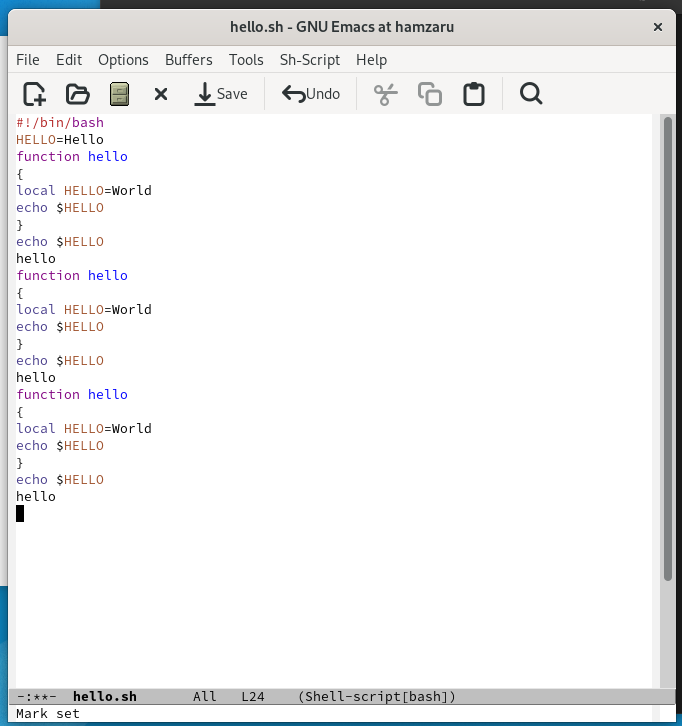 hello.sh - GNU Emacs at hamzaru
File Edit Options Buffers Tools Sh-Script Help
Save Undo
#!/bin/bash
HELLO=Hello
function hello
{
local HELLO=World
echo $HELLO
}
echo $HELLO
hello
function hello
{
local HELLO=World
echo $HELLO
}
echo $HELLO
hello
function hello
{
local HELLO=World
echo $HELLO
}
echo $HELLO
hello
-:**- hello.sh All L24 (Shell-script[bash])
Mark set